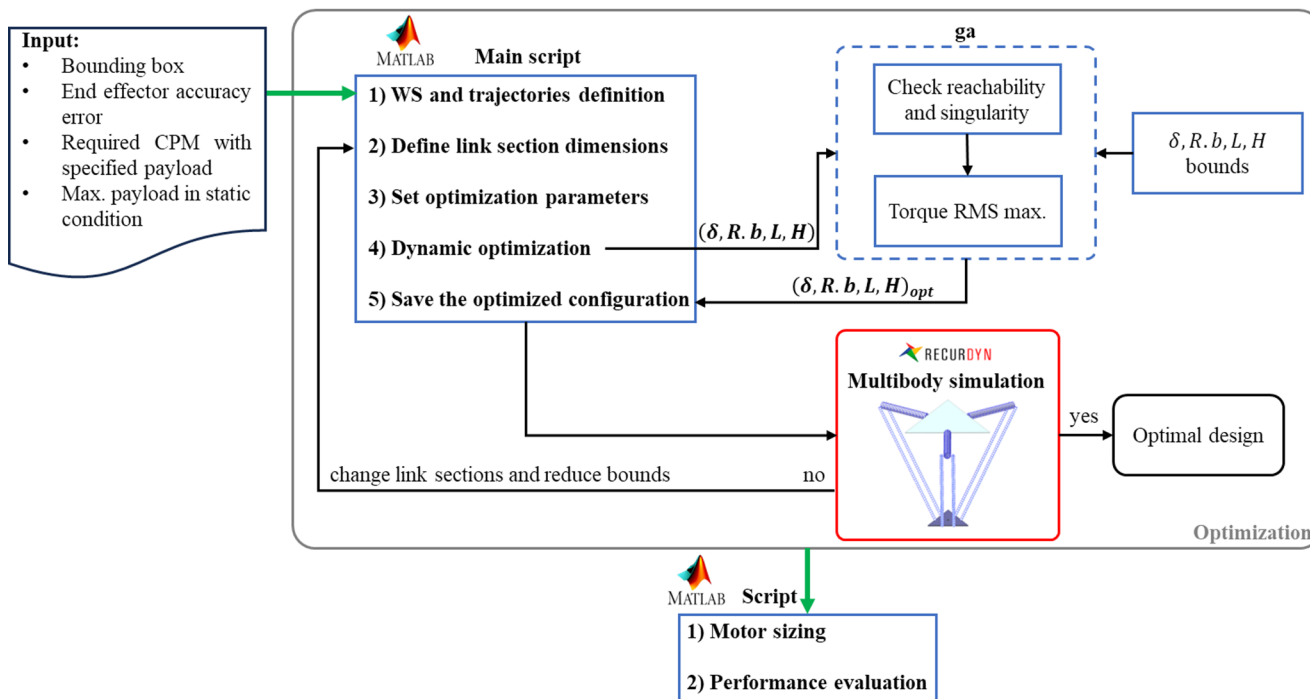 Input:
• Bounding box
• End effector accuracy
error
• Required CPM with
specified payload
• Max. payload in static
condition
MATLAB
Main script
1) WS and trajectories definition
2) Define link section dimensions
3) Set optimization parameters
4) Dynamic optimization
5) Save the optimized configuration
(δ, R. b, L, H)
(δ, R. b, L, H)opt
ga
Check reachability
and singularity
Torque RMS max.
δ, R. b, L, H
bounds
RECURDYN
Multibody simulation
yes
Optimal design
no
change link sections and reduce bounds
Optimization
MATLAB
Script
1) Motor sizing
2) Performance evaluation